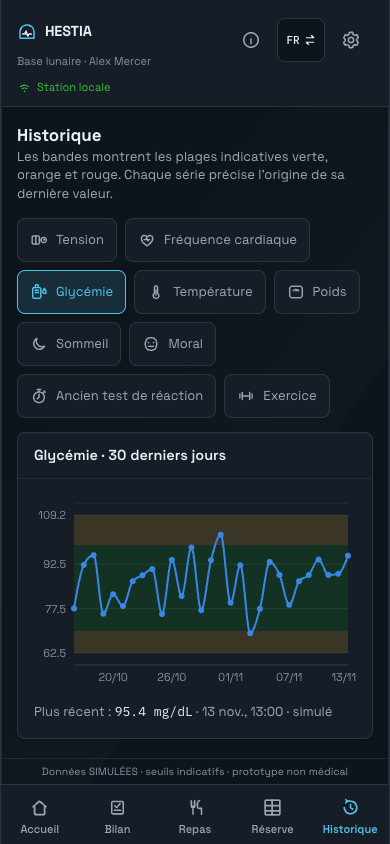 HESTIA
Base lunaire · Alex Mercer
Station locale
FR
Historique
Les bandes montrent les plages indicatives verte,
orange et rouge. Chaque série précise l'origine de sa
dernière valeur.
Tension
Fréquence cardiaque
Glycémie
Température
Poids
Sommeil
Moral
Ancien test de réaction
Exercice
Glycémie · 30 derniers jours
109.2
92.5
77.5
62.5
20/10
26/10
01/11
07/11
13/11
Plus récent : 95.4 mg/dL · 13 nov., 13:00 · simulé
Données SIMULÉES · seuils indicatifs · prototype non médical
Accueil
Bilan
Repas
Réserve
Historique